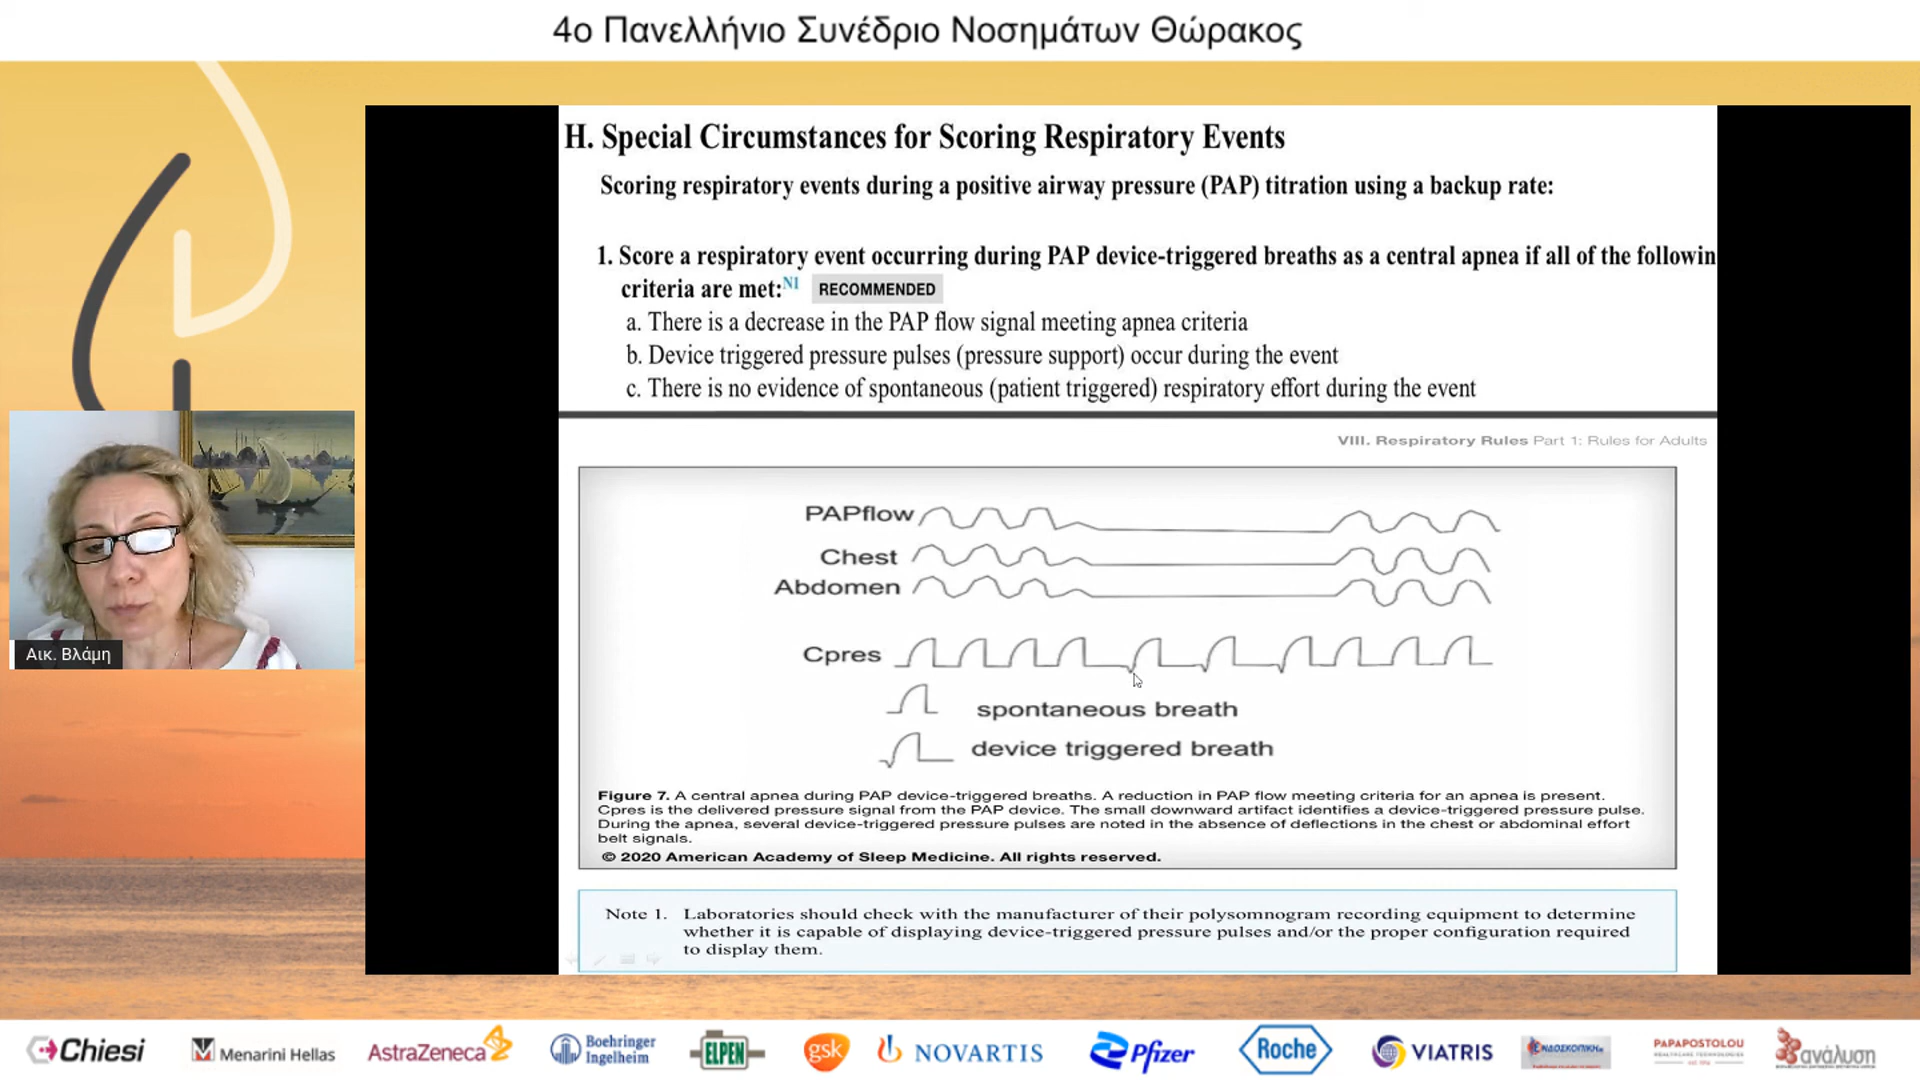 4ο Πανελλήνιο Συνέδριο Νοσημάτων Θώρακος
H. Special Circumstances for Scoring Respiratory Events
Scoring respiratory events during a positive airway pressure (PAP) titration using a backup rate:
1. Score a respiratory event occurring during PAP device-triggered breaths as a central apnea if all of the followin
criteria are met:N1 RECOMMENDED
a. There is a decrease in the PAP flow signal meeting apnea criteria
b. Device triggered pressure pulses (pressure support) occur during the event
c. There is no evidence of spontaneous (patient triggered) respiratory effort during the event
VIII. Respiratory Rules Part 1: Rules for Adults
PAPflow
Chest
Abdomen
Cpres
spontaneous breath
device triggered breath
Figure 7. A central apnea during PAP device-triggered breaths. A reduction in PAP flow meeting criteria for an apnea is present.
Cpres is the delivered pressure signal from the PAP device. The small downward artifact identifies a device-triggered pressure pulse.
During the apnea, several device-triggered pressure pulses are noted in the absence of deflections in the chest or abdominal effort
belt signals.
© 2020 American Academy of Sleep Medicine. All rights reserved.
Note 1. Laboratories should check with the manufacturer of their polysomnogram recording equipment to determine
whether it is capable of displaying device-triggered pressure pulses and/or the proper configuration required
to display them.
Αικ. Βλάμη
Chiesi
Menarini Hellas
AstraZeneca
Boehringer
Ingelheim
ELPEN
gsk
NOVARTIS
Pfizer
Roche
VIATRIS
ΕΝΔΟΣΚΟΠΙΚΗ
PAPAPOSTOLOU
HEALTHCARE TECHNOLOGIES
ανάλυση